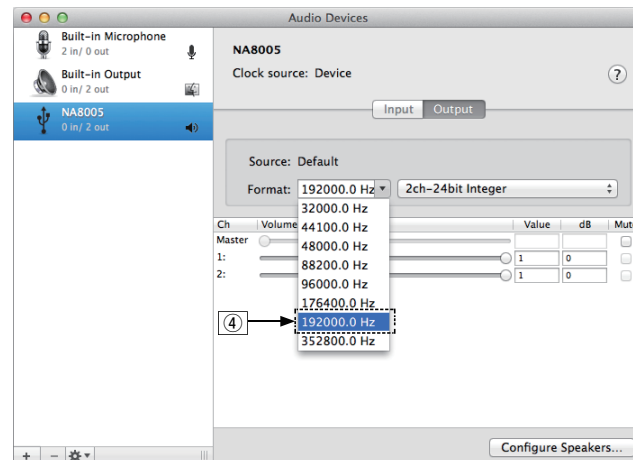 Audio Devices
Built-in Microphone
2 in/ 0 out
Built-in Output
0 in/ 2 out
NA8005
0 in/ 2 out
NA8005
Clock source: Device
?
Input Output
Source: Default
Format: 192000.0 Hz 2ch-24bit Integer
32000.0 Hz
44100.0 Hz
48000.0 Hz
88200.0 Hz
96000.0 Hz
176400.0 Hz
192000.0 Hz
352800.0 Hz
④
Ch Volume Value dB Mut
Master
1: 1 0
2: 1 0
+ -
Configure Speakers...